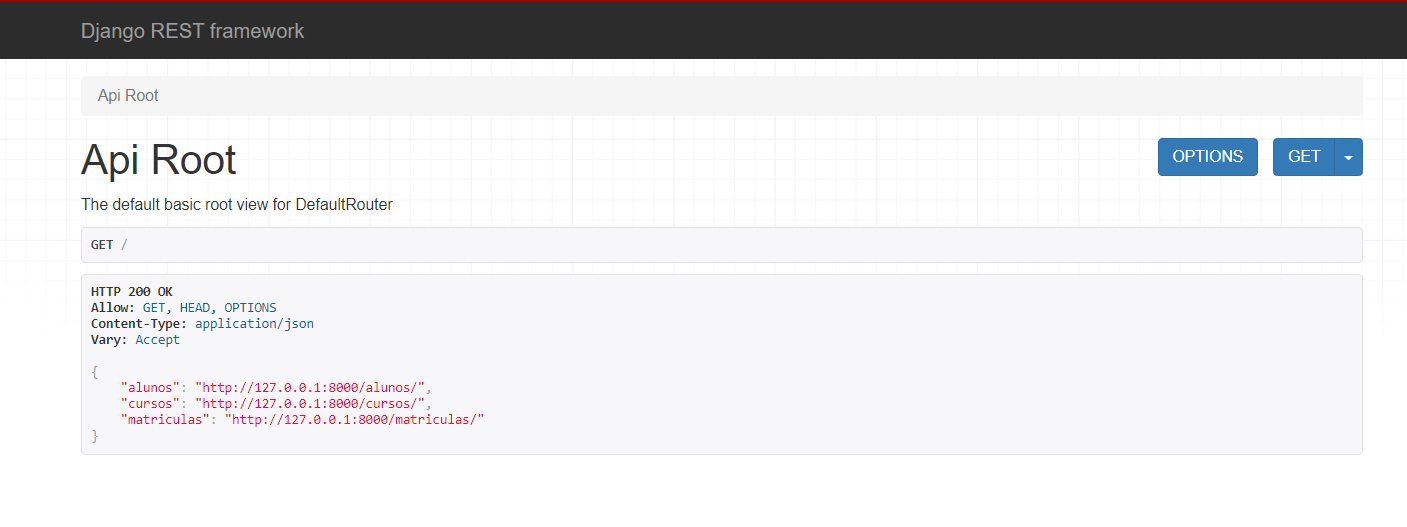 Django REST framework
Api Root
Api Root
OPTIONS
GET
The default basic root view for DefaultRouter
GET /
HTTP 200 OK
Allow: GET, HEAD, OPTIONS
Content-Type: application/json
Vary: Accept
{
    "alunos": "http://127.0.0.1:8000/alunos/",
    "cursos": "http://127.0.0.1:8000/cursos/",
    "matriculas": "http://127.0.0.1:8000/matriculas/"
}